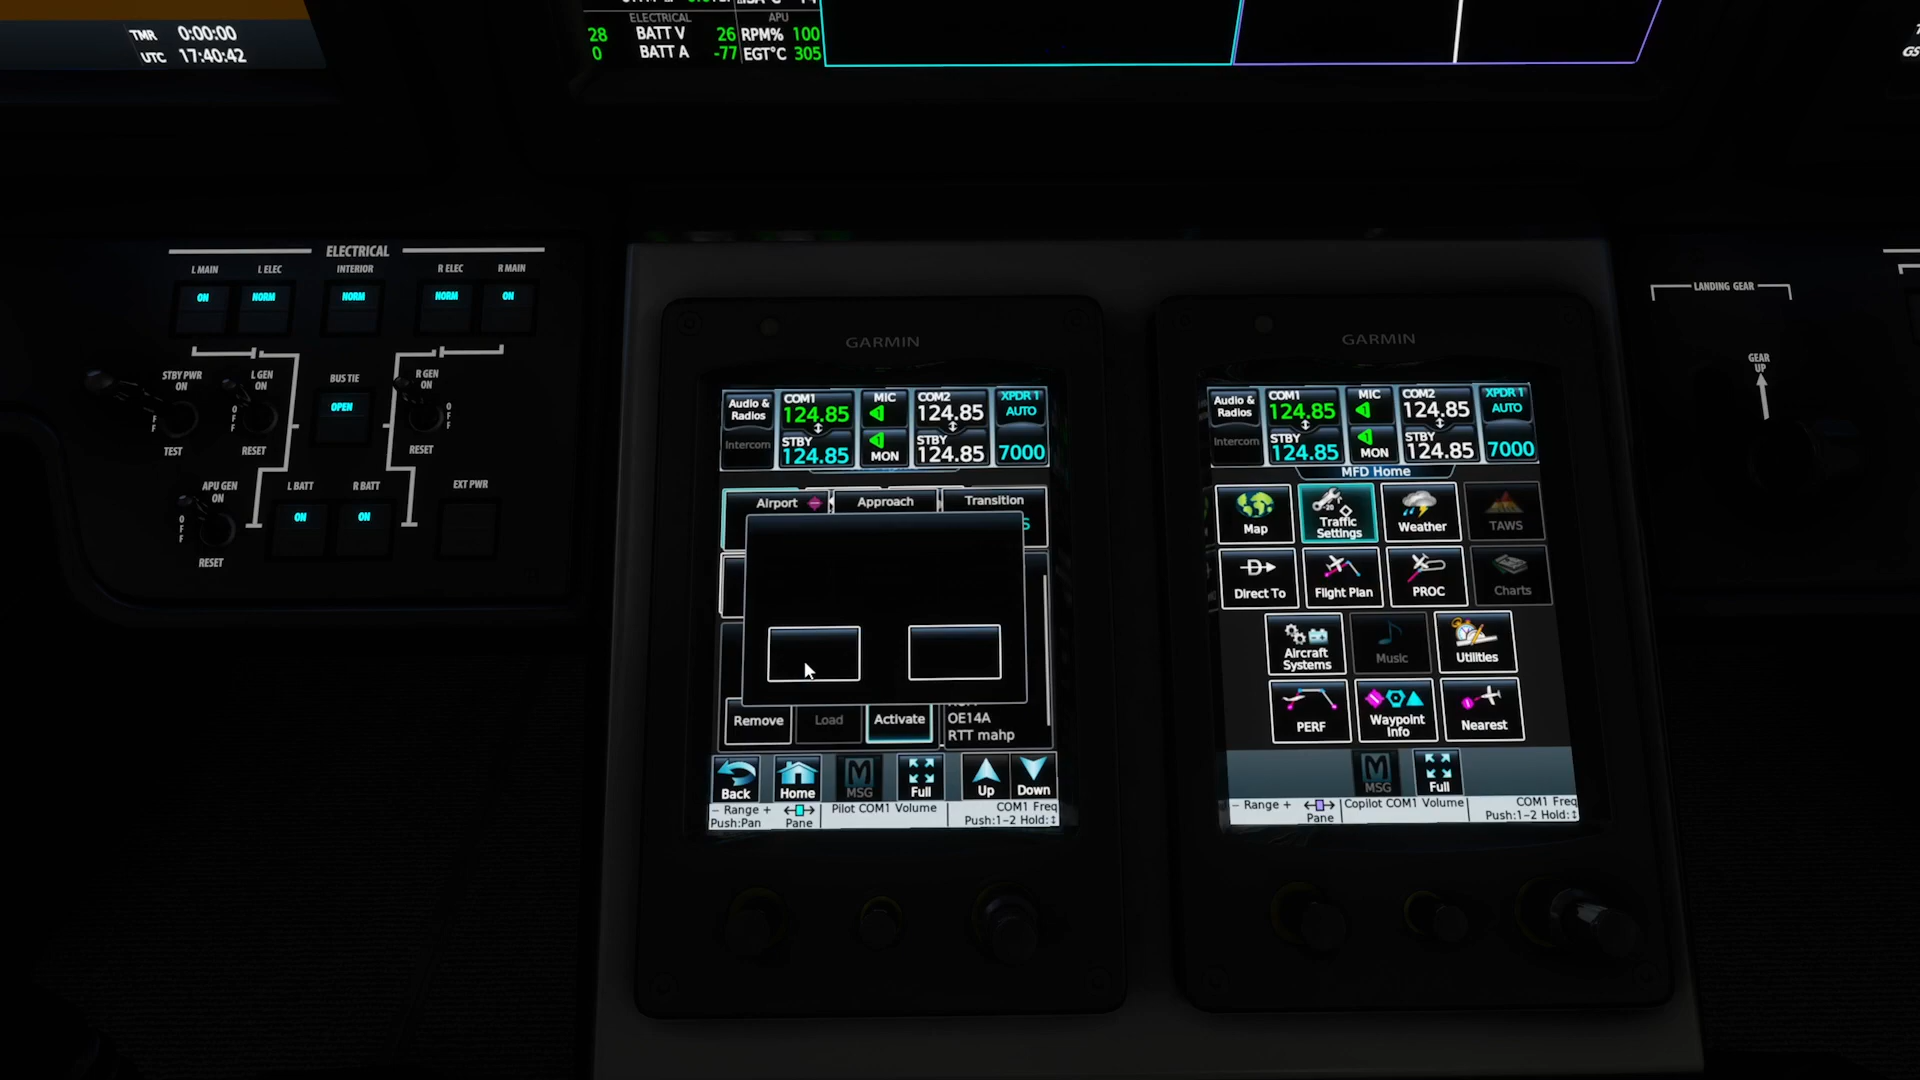 TMR 0:00:00
UTC 17:40:42
ELECTRICAL
APU
28 BATT V 26 RPM% 100
0 BATT A -77 EGT°C 305
GS
ELECTRICAL
L MAIN L ELEC INTERIOR R ELEC R MAIN
ON NORM NORM NORM ON
STBY PWR
ON
L GEN
ON
BUS TIE
R GEN
ON
OPEN
OFF
OFF
TEST RESET RESET
APU GEN
ON
L BATT R BATT EXT PWR
ON ON
OFF
RESET
GARMIN
Audio &
Radios
Intercom
COM1
124.85
STBY
124.85
MIC
MON
COM2
124.85
STBY
124.85
XPDR 1
AUTO
7000
Airport Approach Transition
Remove Load Activate
OE14A
RTT mahp
Back Home MSG Full Up Down
- Range +
Push:Pan Pane
Pilot COM1 Volume
COM1 Freq
Push:1-2 Hold:↕
GARMIN
Audio &
Radios
Intercom
COM1
124.85
STBY
124.85
MIC
MON
COM2
124.85
STBY
124.85
XPDR 1
AUTO
7000
MFD Home
Map Traffic
Settings Weather TAWS
Direct To Flight Plan PROC Charts
Aircraft
Systems Music Utilities
PERF Waypoint
Info Nearest
MSG Full
- Range +
Pane
Copilot COM1 Volume
COM1 Freq
Push:1-2 Hold:↕
LANDING GEAR
GEAR
UP